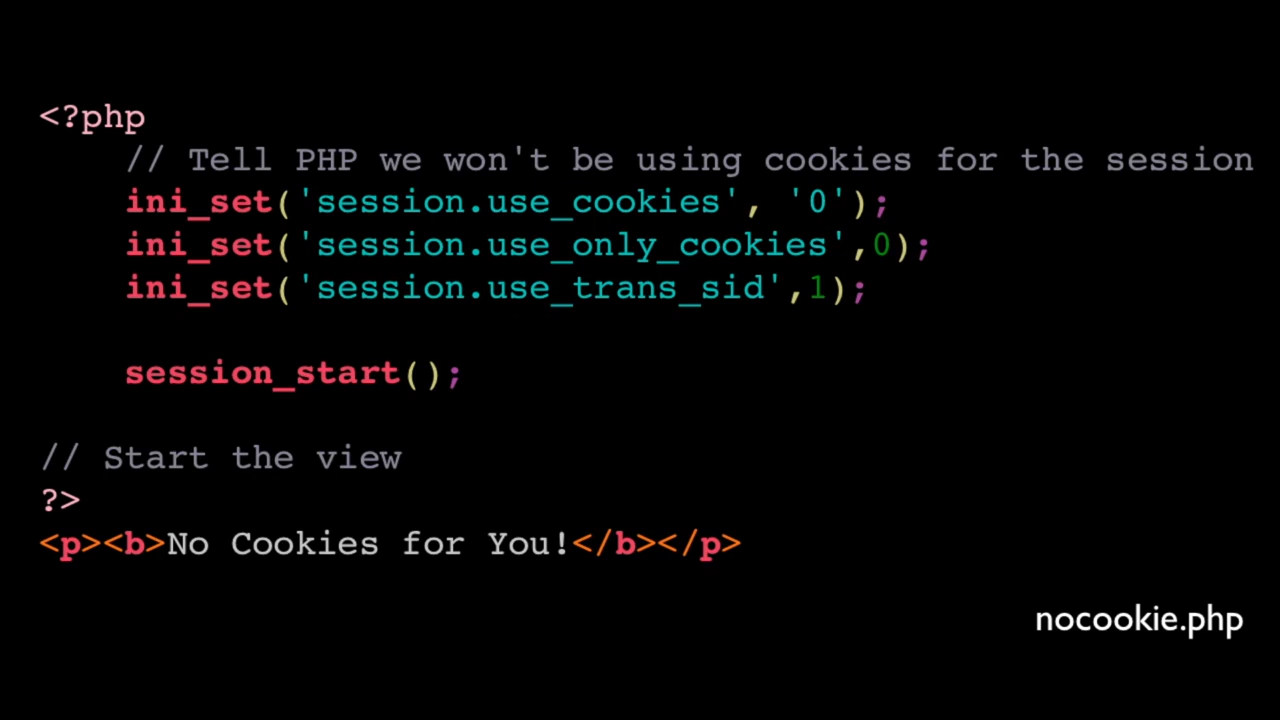 <?php
// Tell PHP we won't be using cookies for the session
ini_set('session.use_cookies', '0');
ini_set('session.use_only_cookies',0);
ini_set('session.use_trans_sid',1);
session_start();
// Start the view
?>
<p><b>No Cookies for You!</b></p>
nocookie.php